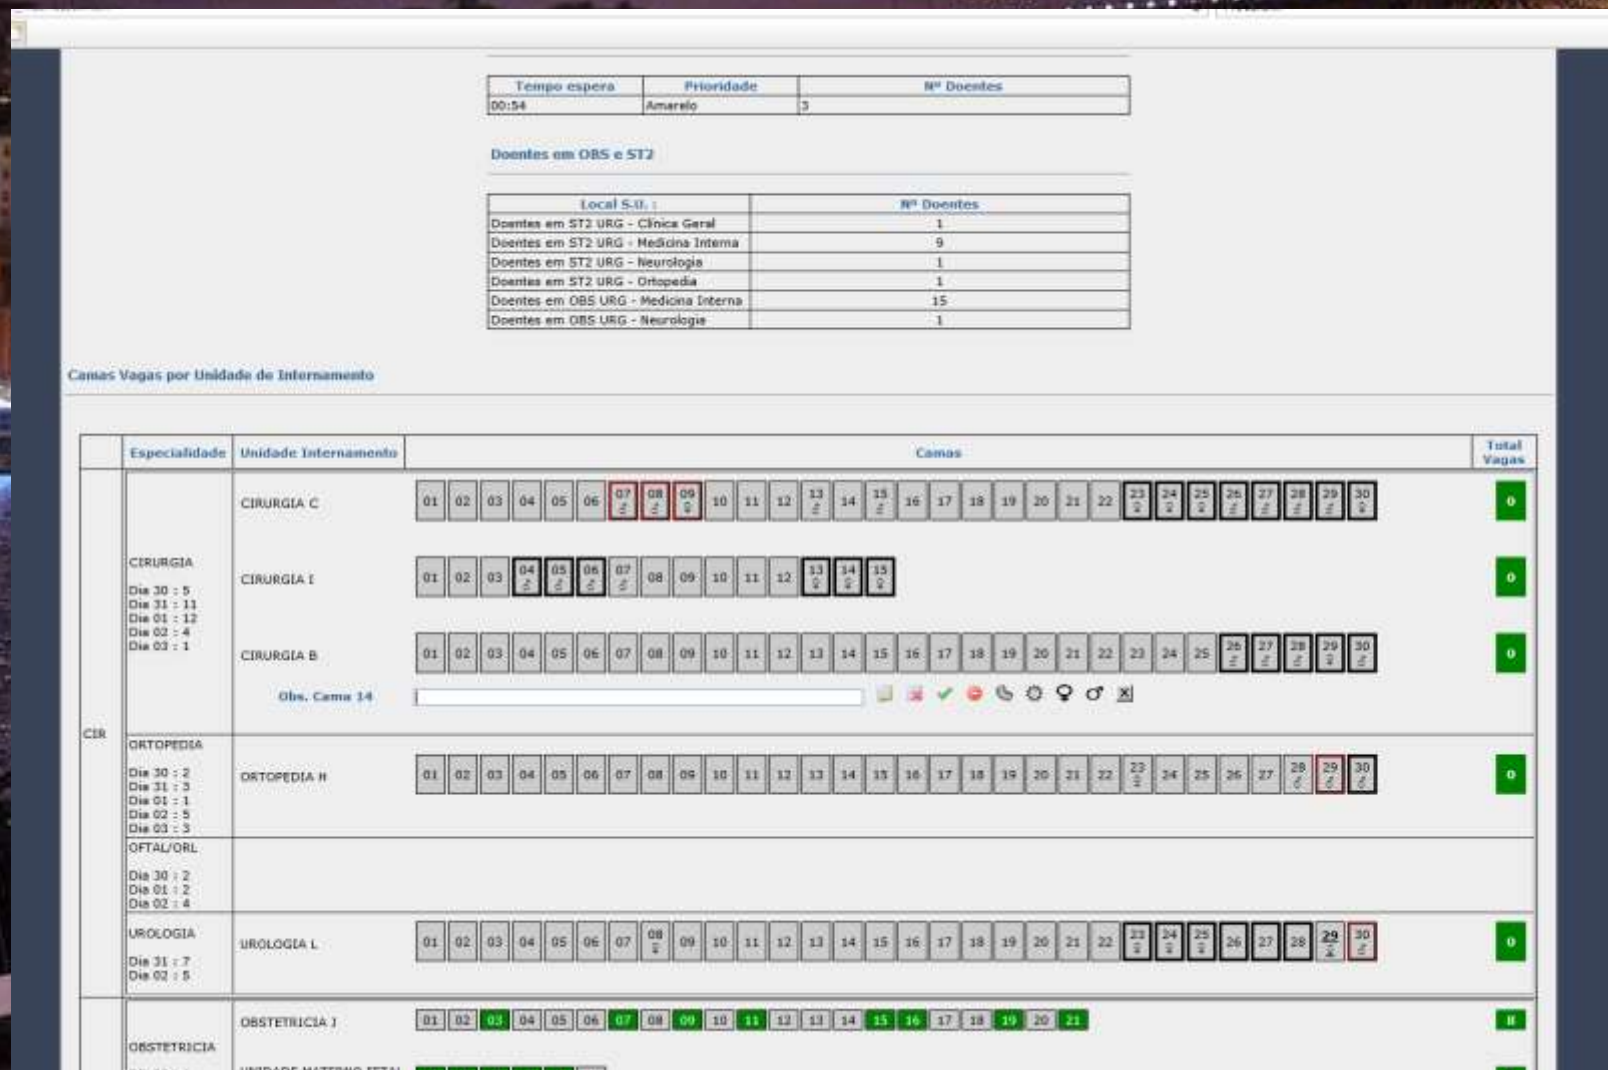 Tempo espera Prioridade Nº Doentes
00:54 Amarelo 3
Doentes em OBS e ST2
Local S.U. : Nº Doentes
Doentes em ST2 URG - Clínica Geral 1
Doentes em ST2 URG - Medicina Interna 9
Doentes em ST2 URG - Neurologia 1
Doentes em ST2 URG - Ortopedia 1
Doentes em OBS URG - Medicina Interna 15
Doentes em OBS URG - Neurologia 1
Camas Vagas por Unidade de Internamento
Especialidade Unidade Internamento Camas Total Vagas
CIR
CIRURGIA
Dia 30 : 5
Dia 31 : 11
Dia 01 : 12
Dia 02 : 4
Dia 03 : 1
CIRURGIA C 01 02 03 04 05 06 07 08 09 10 11 12 13 14 15 16 17 18 19 20 21 22 23 24 25 26 27 28 29 30 0
CIRURGIA I 01 02 03 04 05 06 07 08 09 10 11 12 13 14 15 0
CIRURGIA B 01 02 03 04 05 06 07 08 09 10 11 12 13 14 15 16 17 18 19 20 21 22 23 24 25 26 27 28 29 30 0
Obs. Cama 14
ORTOPEDIA
Dia 30 : 2
Dia 31 : 3
Dia 01 : 1
Dia 02 : 5
Dia 03 : 3
ORTOPEDIA H 01 02 03 04 05 06 07 08 09 10 11 12 13 14 15 16 17 18 19 20 21 22 23 24 25 26 27 28 29 30 0
OFTAL/ORL
Dia 30 : 2
Dia 01 : 2
Dia 02 : 4
UROLOGIA
Dia 31 : 7
Dia 02 : 5
UROLOGIA L 01 02 03 04 05 06 07 08 09 10 11 12 13 14 15 16 17 18 19 20 21 22 23 24 25 26 27 28 29 30 0
OBSTETRICIA
OBSTETRICIA J 01 02 03 04 05 06 07 08 09 10 11 12 13 14 15 16 17 18 19 20 21 8